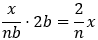 x/nb · 2b = 2/n x